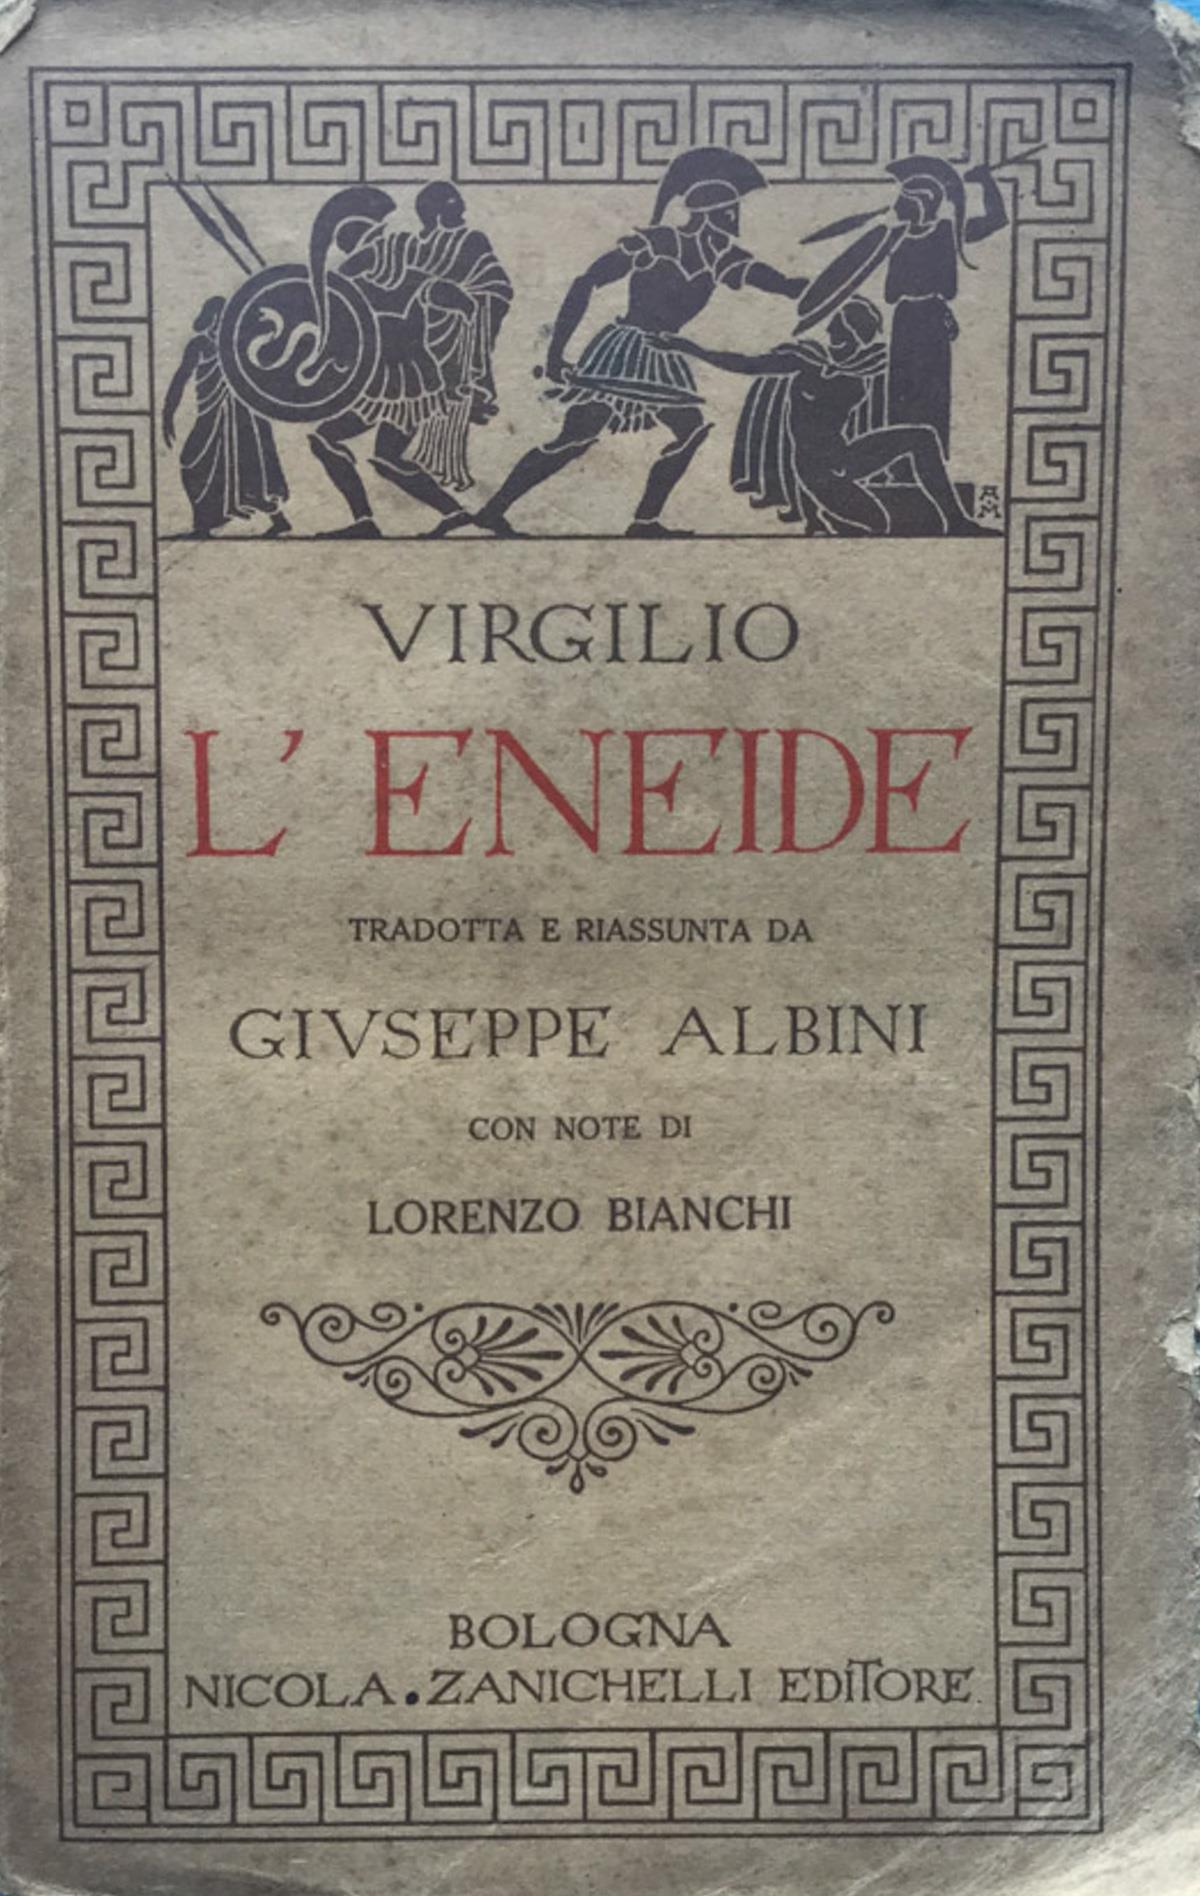 A
M
VIRGILIO
L' ENEIDE
TRADOTTA E RIASSUNTA DA
GIVSEPPE ALBINI
CON NOTE DI
LORENZO BIANCHI
BOLOGNA
NICOLA.ZANICHELLI EDITORE